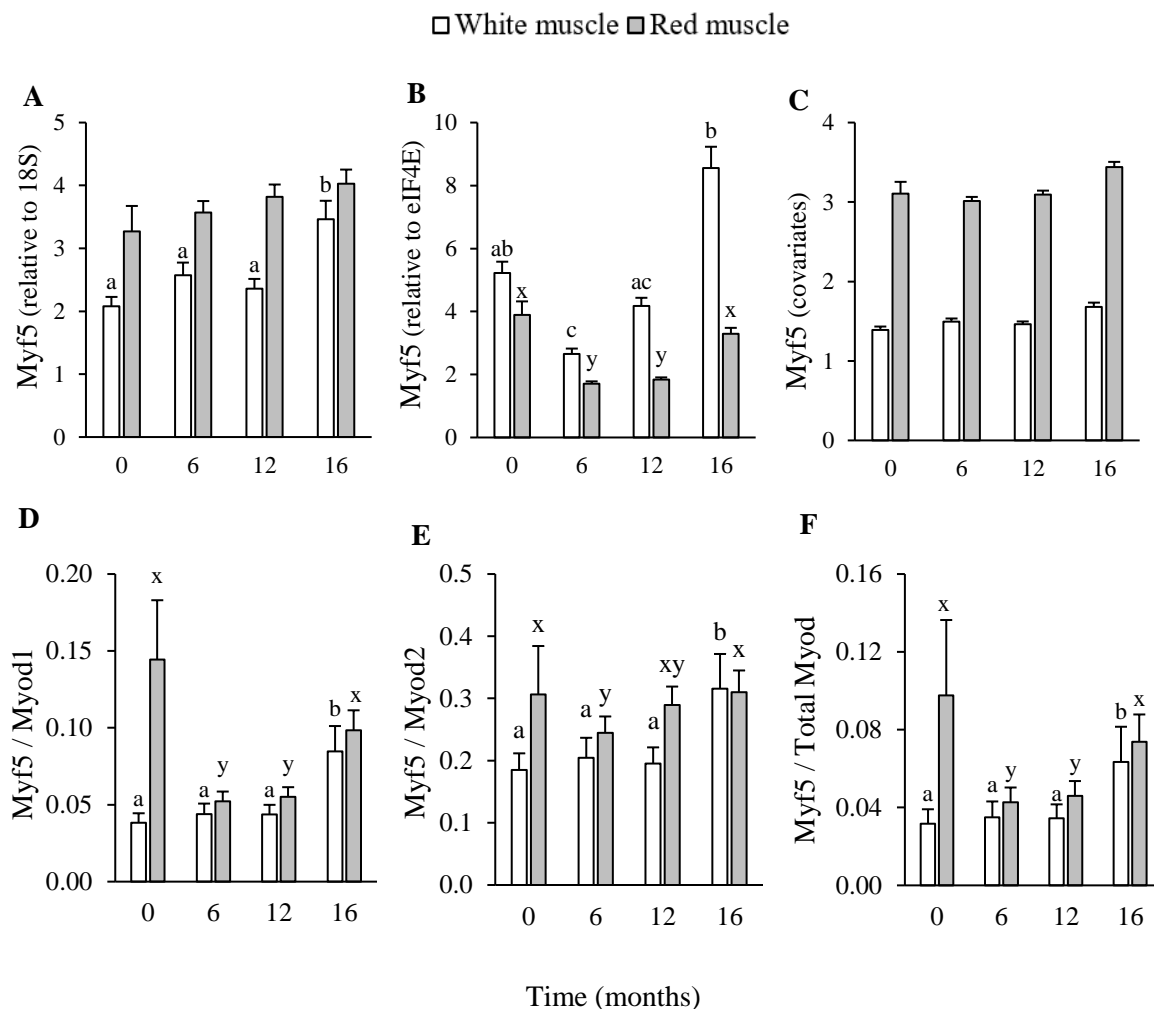 White muscle Red muscle
A
Myf5 (relative to 18S)
5
4
3
2
1
0
a
a
a
b
0 6 12 16
B
Myf5 (relative to eIF4E)
10
8
6
4
2
0
ab
x
c
y
ac
y
b
x
0 6 12 16
C
Myf5 (covariates)
4
3
2
1
0
0 6 12 16
D
Myf5 / Myod1
0.20
0.15
0.10
0.05
0.00
a
x
a
y
a
y
b
x
0 6 12 16
E
Myf5 / Myod2
0.5
0.4
0.3
0.2
0.1
0.0
a
x
a
y
a
xy
b
x
0 6 12 16
F
Myf5 / Total Myod
0.16
0.12
0.08
0.04
0.00
a
x
a
y
a
y
b
x
0 6 12 16
Time (months)